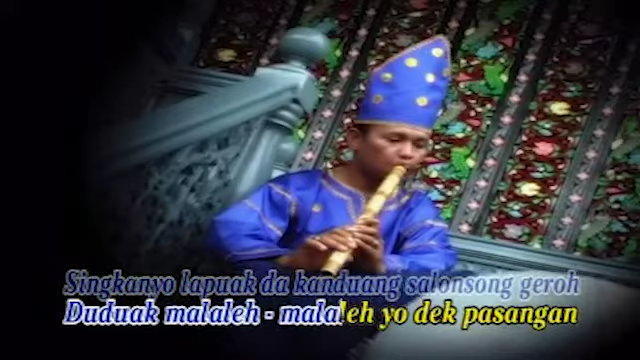 Singkanyo lapuak da kanduang salonsong geroh
Duduak malaleh - malaleh yo dek pasangan